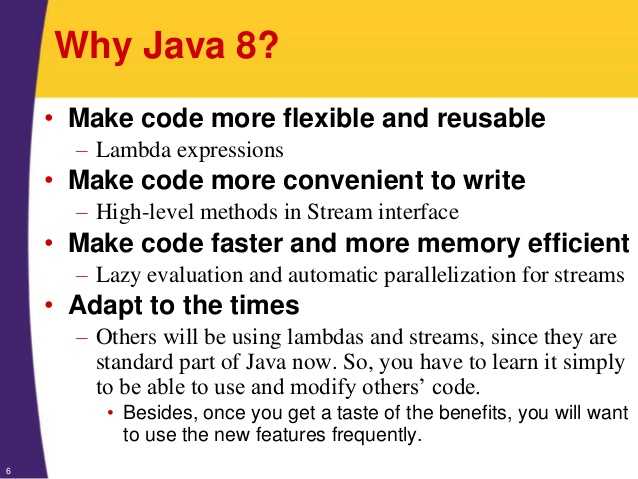 Why Java 8?
• Make code more flexible and reusable
– Lambda expressions
• Make code more convenient to write
– High-level methods in Stream interface
• Make code faster and more memory efficient
– Lazy evaluation and automatic parallelization for streams
• Adapt to the times
– Others will be using lambdas and streams, since they are
standard part of Java now. So, you have to learn it simply
to be able to use and modify others’ code.
• Besides, once you get a taste of the benefits, you will want
to use the new features frequently.
6